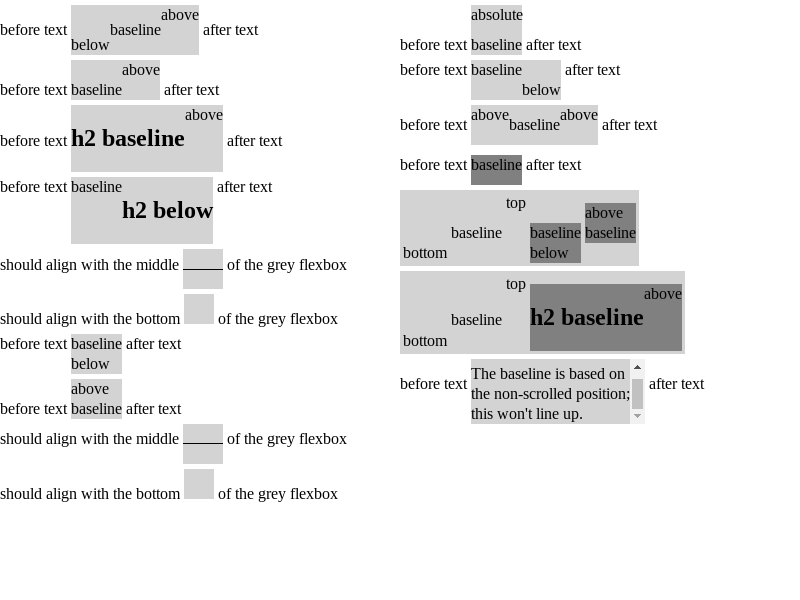 above
before text baseline after text
below
above
before text baseline after text
above
before text h2 baseline after text
before text baseline after text
h2 below
should align with the middle of the grey flexbox
should align with the bottom of the grey flexbox
before text baseline after text
below
above
before text baseline after text
should align with the middle of the grey flexbox
should align with the bottom of the grey flexbox
absolute
before text baseline after text
before text baseline after text
below
above above
before text baseline after text
before text baseline after text
top
above
baseline baseline baseline
bottom below
top
above
baseline h2 baseline
bottom
The baseline is based on
before text the non-scrolled position; after text
this won't line up.